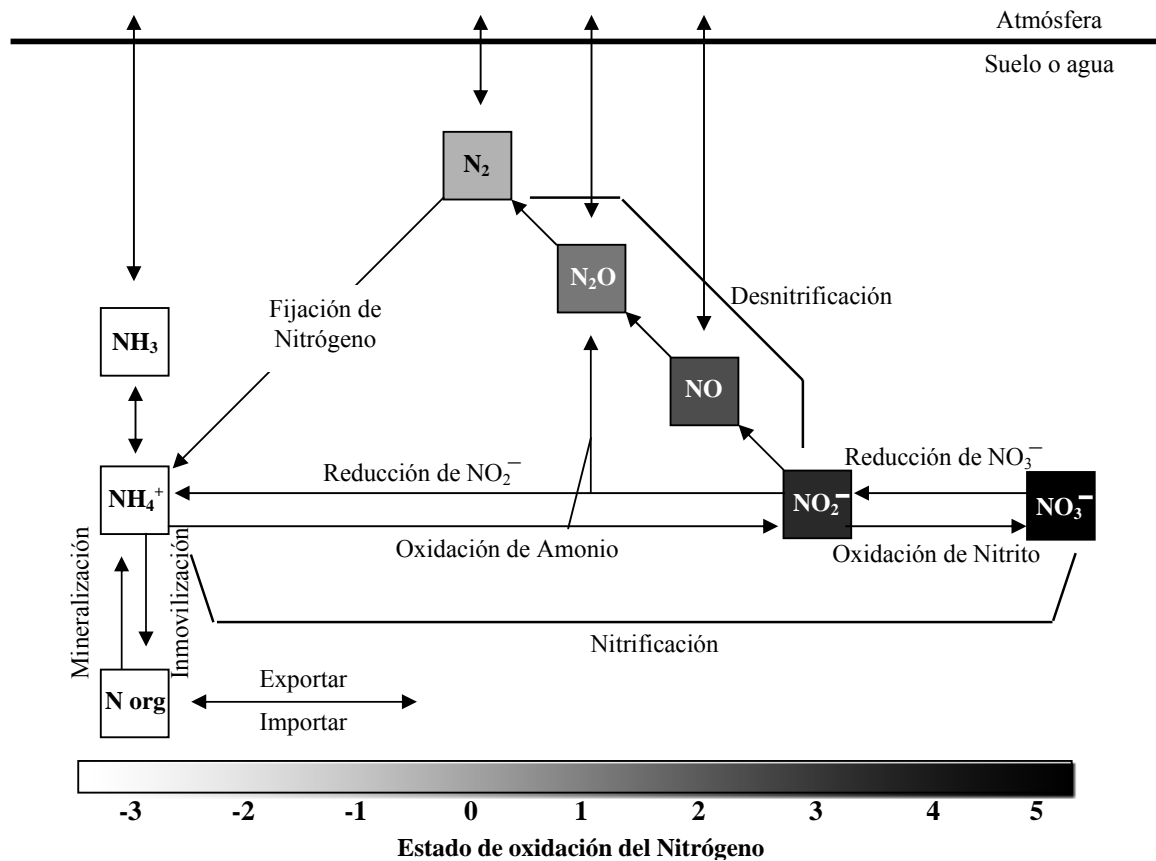 Atmósfera
Suelo o agua
N₂
N₂O
Desnitrificación
Fijación de
Nitrógeno
NH₃
NO
Reducción de NO₂⁻
Reducción de NO₃⁻
NH₄⁺
NO₂⁻
NO₃⁻
Oxidación de Amonio
Oxidación de Nitrito
Mineralización
Inmovilización
Nitrificación
N org
Exportar
Importar
-3 -2 -1 0 1 2 3 4 5
Estado de oxidación del Nitrógeno